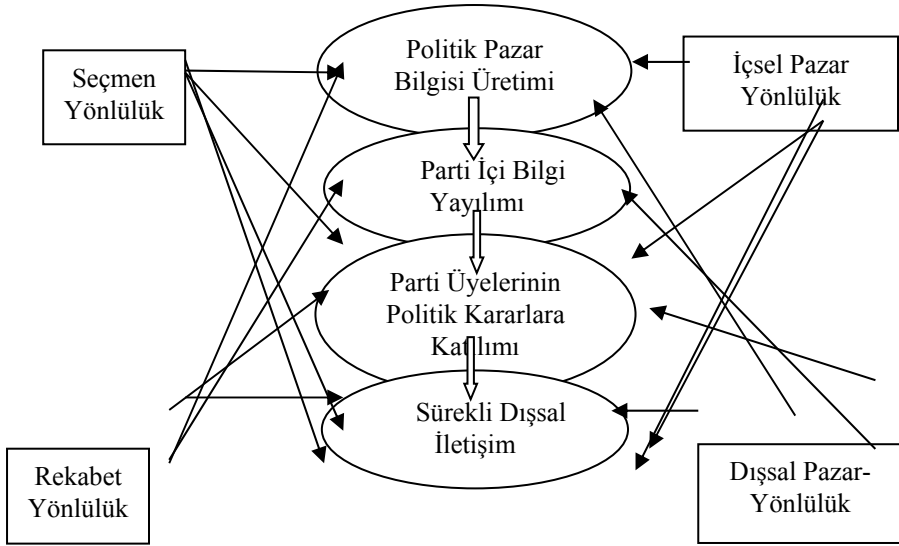 Seçmen
Yönlülük
Politik Pazar
Bilgisi Üretimi
İçsel Pazar
Yönlülük
Parti İçi Bilgi
Yayılımı
Parti Üyelerinin
Politik Kararlara
Katılımı
Sürekli Dışsal
İletişim
Rekabet
Yönlülük
Dışsal Pazar-
Yönlülük